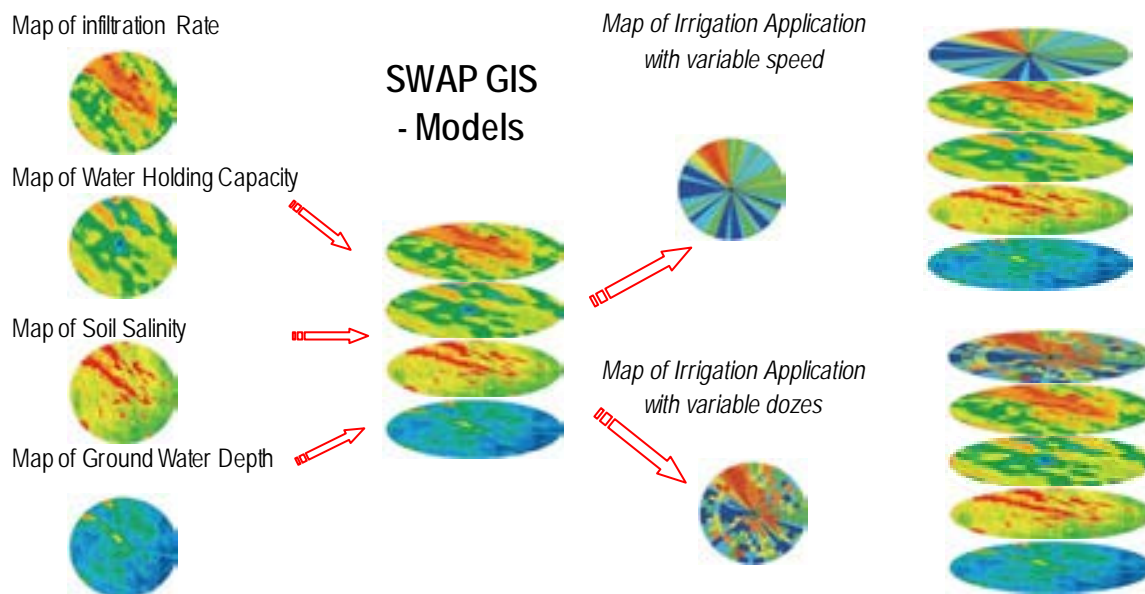 Map of infiltration Rate
Map of Water Holding Capacity
Map of Soil Salinity
Map of Ground Water Depth
SWAP GIS
- Models
Map of Irrigation Application
with variable speed
Map of Irrigation Application
with variable dozes